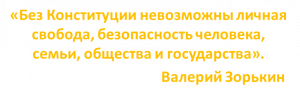 «Без Конституции невозможны личная
свобода, безопасность человека,
семьи, общества и государства».
Валерий Зорькин